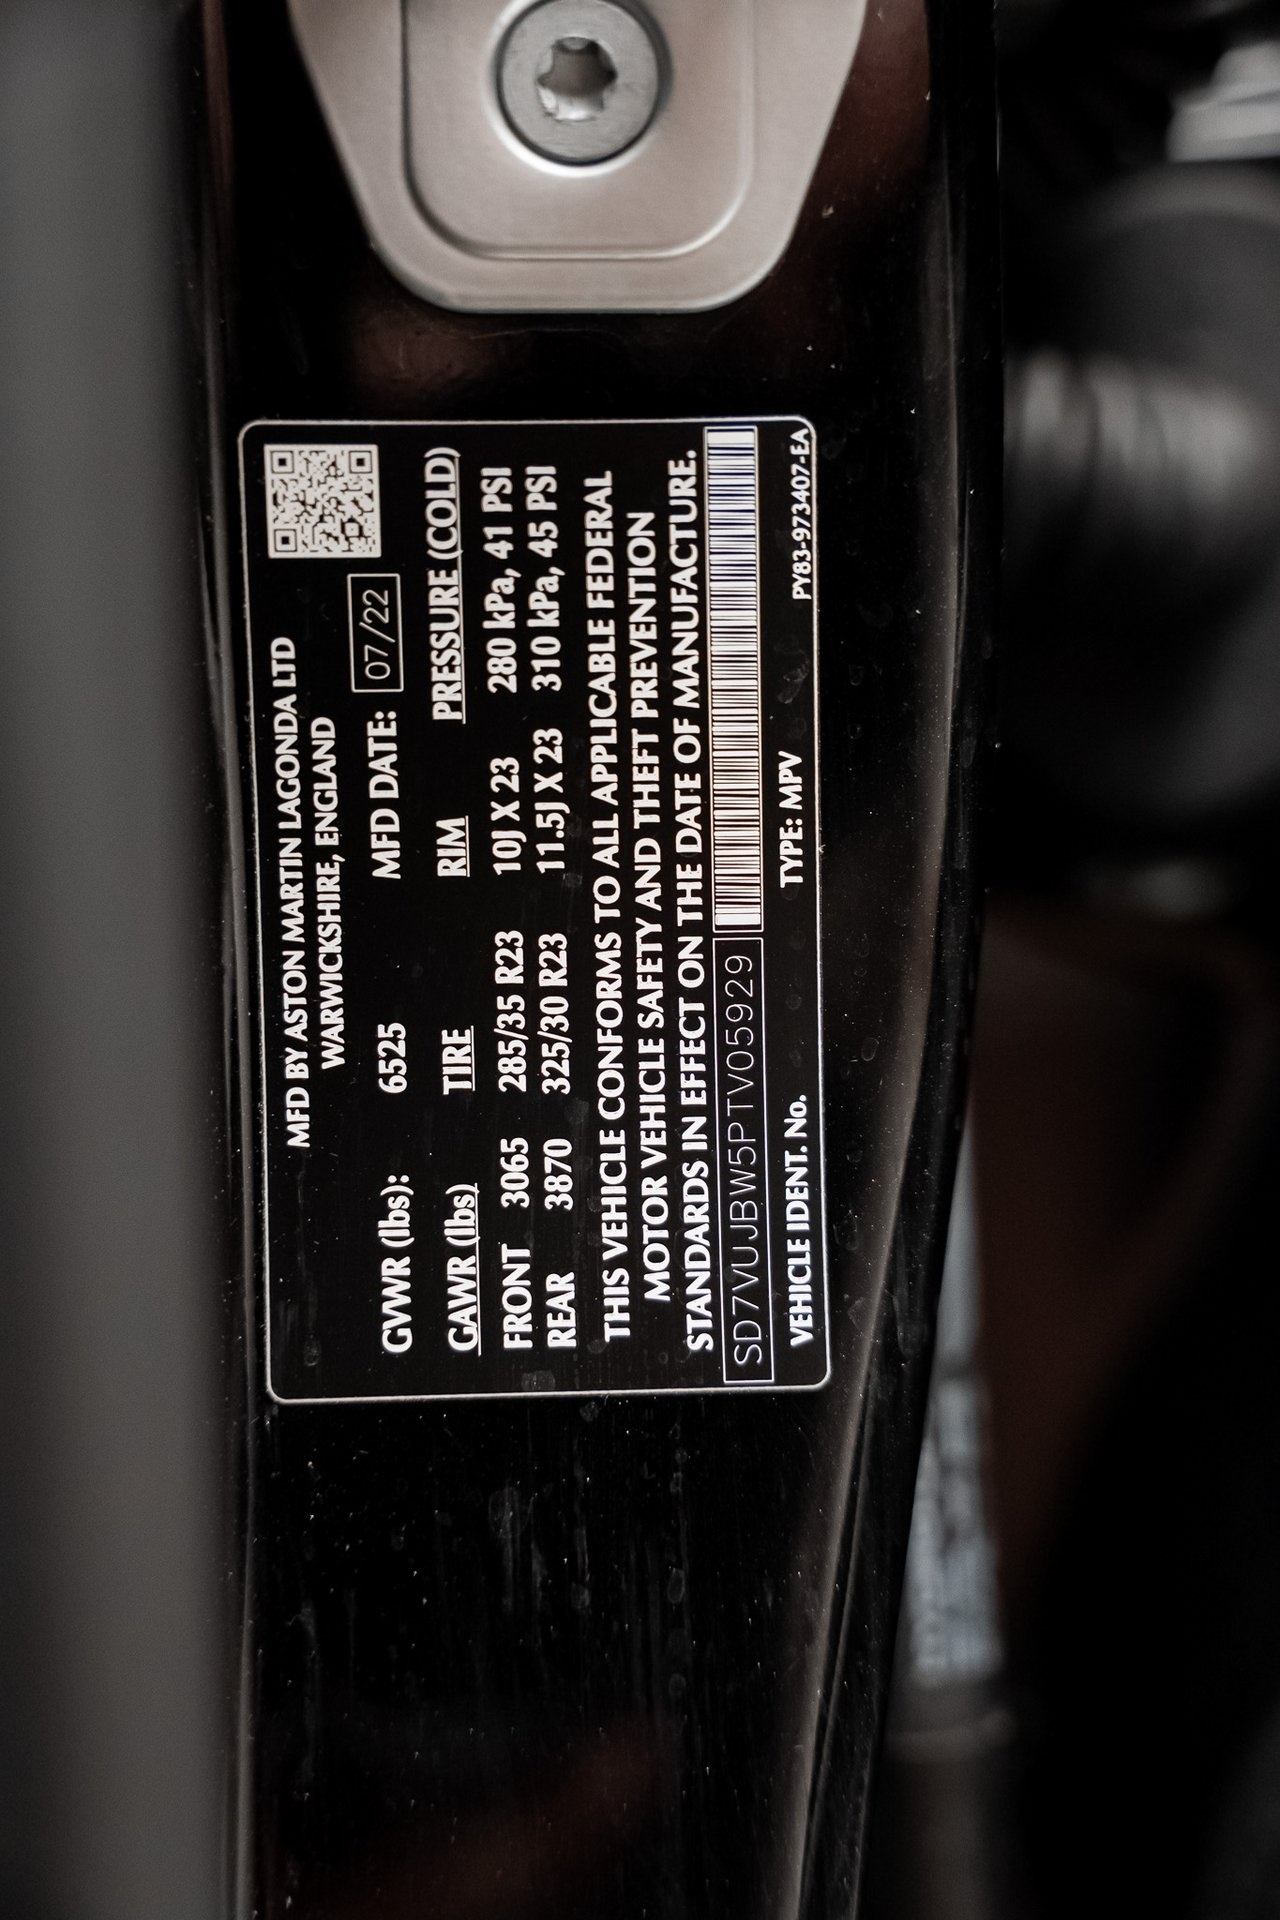 MFD BY ASTON MARTIN LAGONDA LTD
WARWICKSHIRE, ENGLAND
GVWR (lbs): 6525 MFD DATE: 07/22
GAWR (lbs) TIRE RIM PRESSURE (COLD)
FRONT 3065 285/35 R23 10J X 23 280 kPa, 41 PSI
REAR 3870 325/30 R23 11.5J X 23 310 kPa, 45 PSI
THIS VEHICLE CONFORMS TO ALL APPLICABLE FEDERAL
MOTOR VEHICLE SAFETY AND THEFT PREVENTION
STANDARDS IN EFFECT ON THE DATE OF MANUFACTURE.
SD7VUJBW5PTV05929
VEHICLE IDENT. No. TYPE: MPV PY83-973407-EA